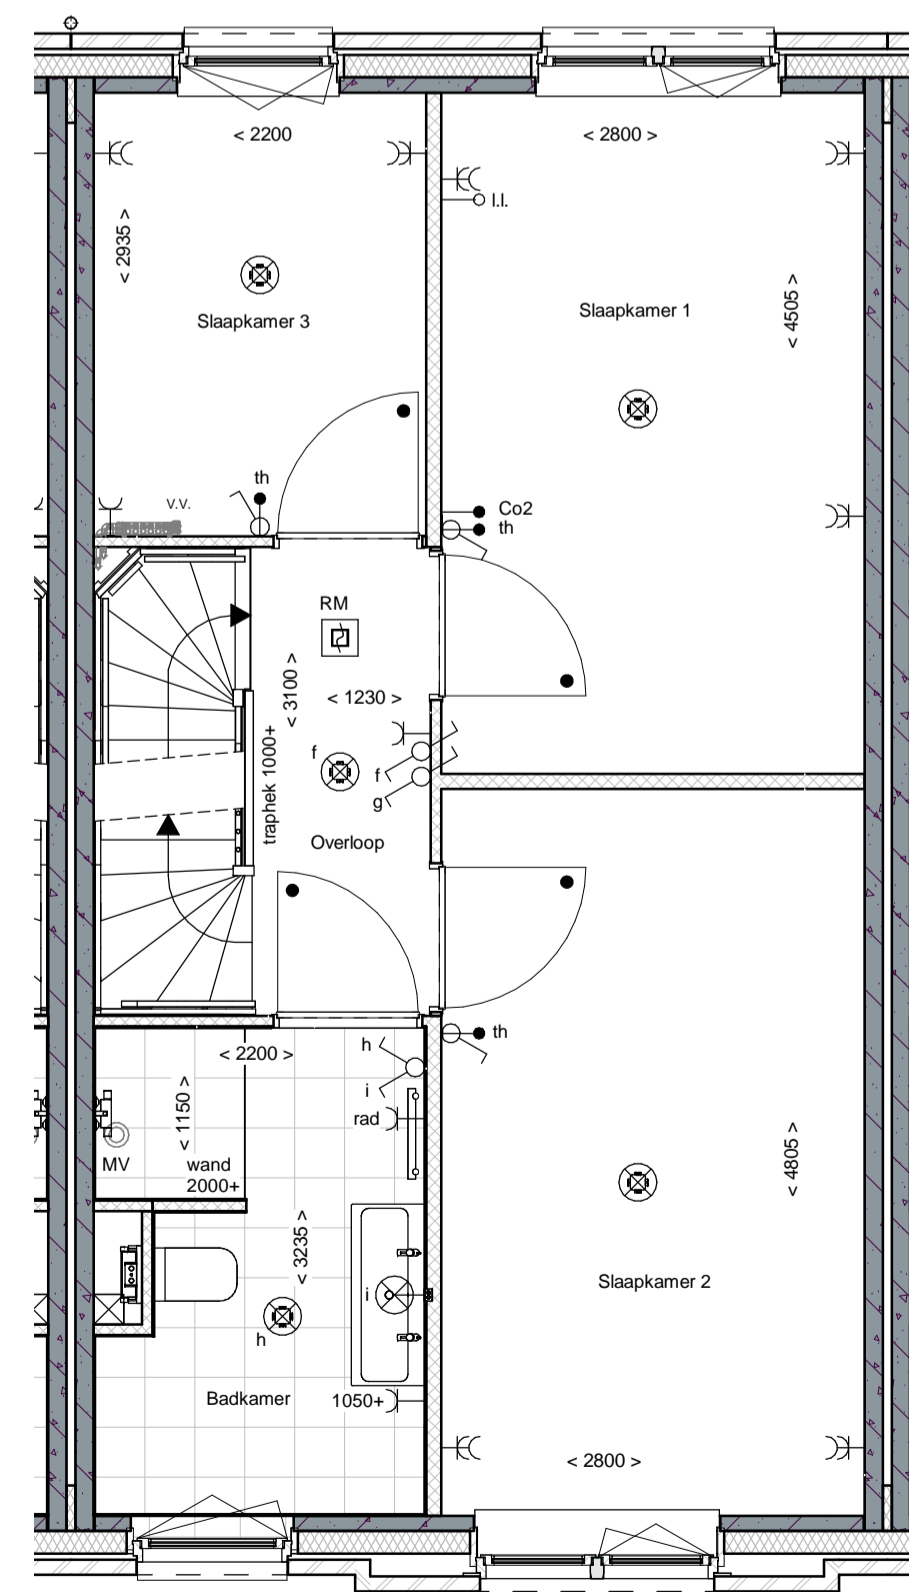 < 2200
< 2800 >
l.l.
< 2935 >
< 4505 >
Slaapkamer 3
Slaapkamer 1
th
v.v.
Co2
th
RM
< 3100 >
< 1230 >
traphek 1000+
f
f
g
Overloop
< 2200 >
h
i
th
< 1150 >
rad
MV
wand
2000+
< 4805 >
< 3235 >
i
Slaapkamer 2
h
Badkamer
1050+
< 2800 >